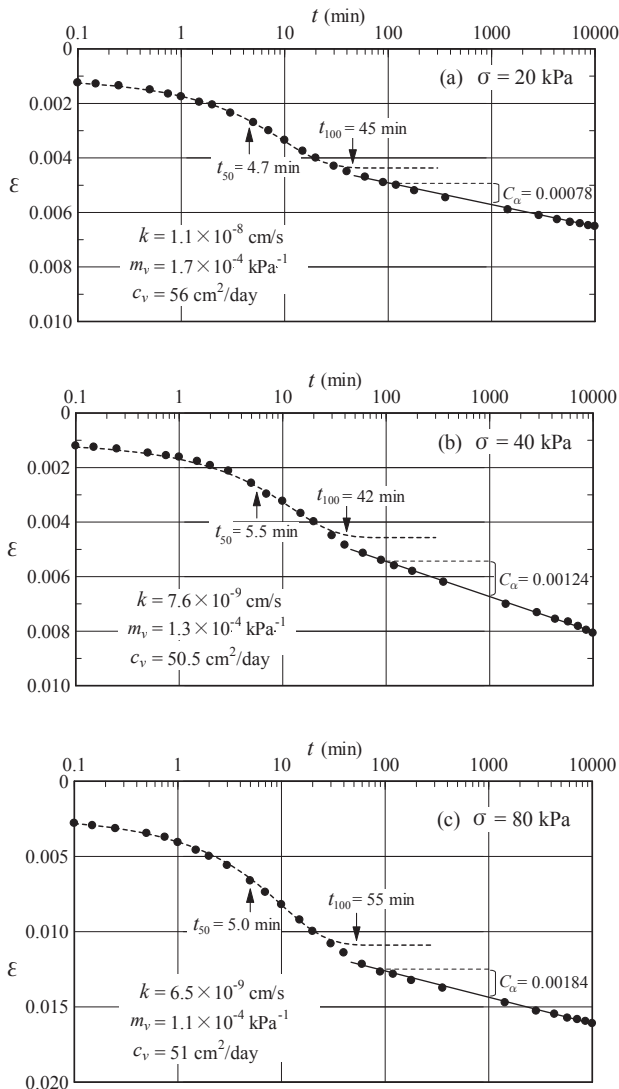 t (min)
0.1 1 10 100 1000 10000
0
(a) σ = 20 kPa
0.002
t₁₀₀ = 45 min
0.004
t₅₀ = 4.7 min
ε
Cα = 0.00078
0.006
k = 1.1×10⁻⁸ cm/s
mᵥ = 1.7×10⁻⁴ kPa⁻¹
0.008
cᵥ = 56 cm²/day
0.010
t (min)
0.1 1 10 100 1000 10000
0
(b) σ = 40 kPa
0.002
t₁₀₀ = 42 min
0.004
t₅₀ = 5.5 min
ε
0.006
Cα = 0.00124
k = 7.6×10⁻⁹ cm/s
0.008
mᵥ = 1.3×10⁻⁴ kPa⁻¹
cᵥ = 50.5 cm²/day
0.010
t (min)
0.1 1 10 100 1000 10000
0
(c) σ = 80 kPa
0.005
t₁₀₀ = 55 min
t₅₀ = 5.0 min
0.010
ε
Cα = 0.00184
k = 6.5×10⁻⁹ cm/s
0.015
mᵥ = 1.1×10⁻⁴ kPa⁻¹
cᵥ = 51 cm²/day
0.020